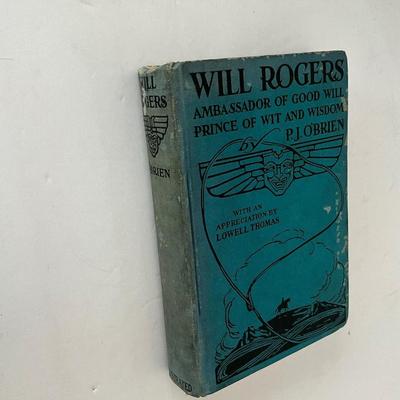 WILL ROGERS
AMBASSADOR OF GOOD WILL
PRINCE OF WIT AND WISDOM
by
P.J. O'BRIEN
WITH AN
APPRECIATION BY
LOWELL THOMAS
WILL
ROGERS
O'BRIEN